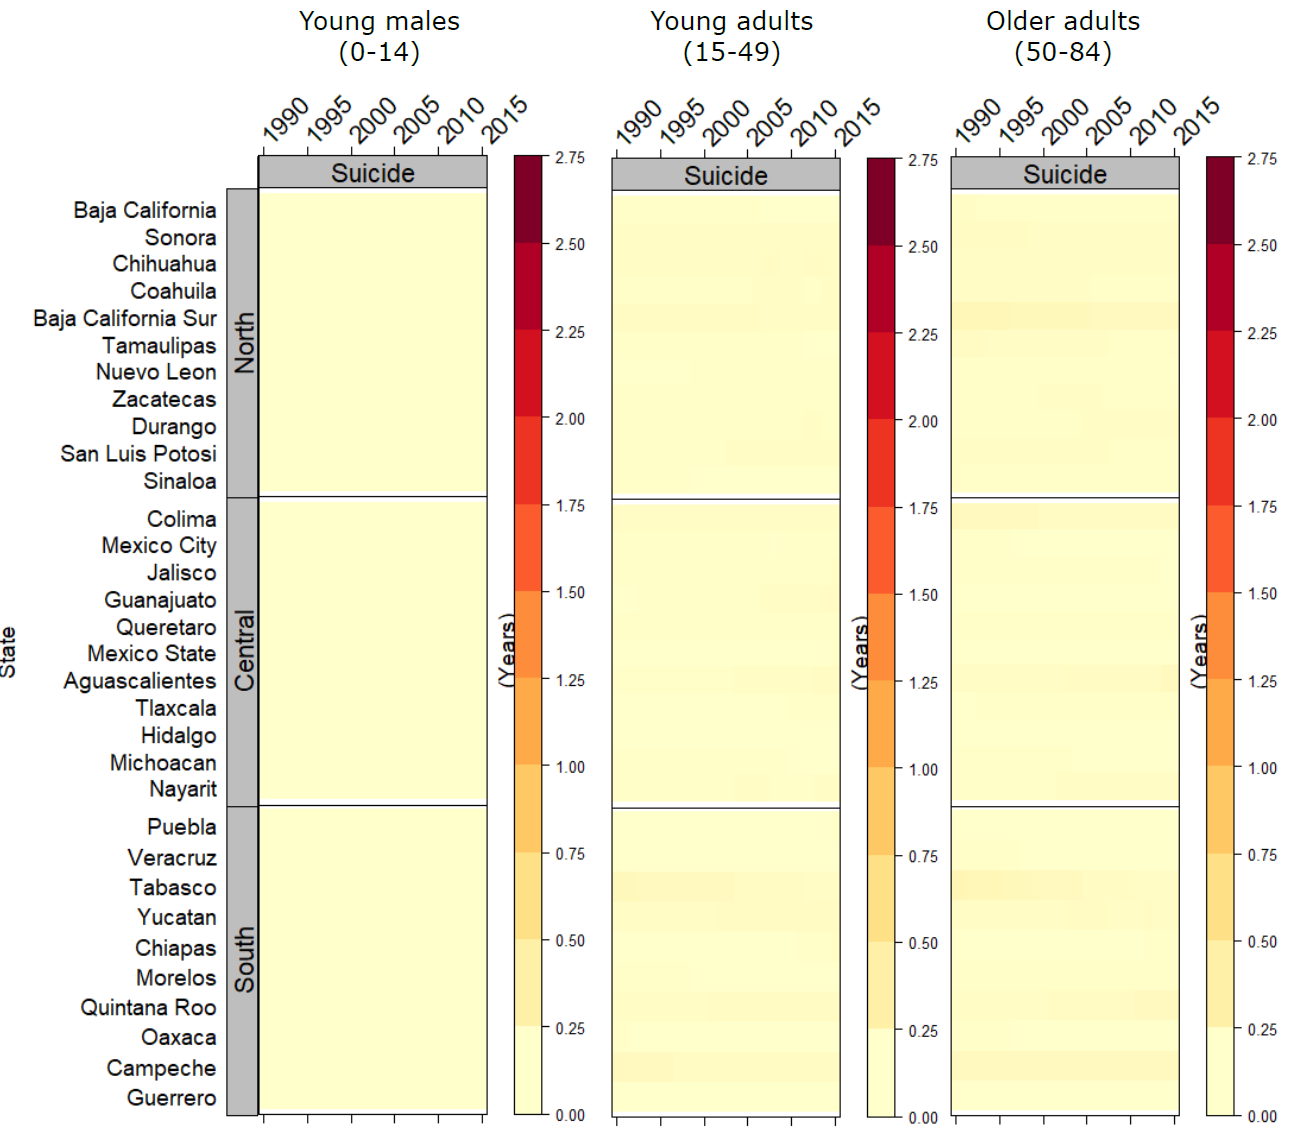 Young males
(0-14)
Young adults
(15-49)
Older adults
(50-84)
1990 1995 2000 2005 2010 2015
1990 1995 2000 2005 2010 2015
1990 1995 2000 2005 2010 2015
Suicide
Suicide
Suicide
State
North
Baja California
Sonora
Chihuahua
Coahuila
Baja California Sur
Tamaulipas
Nuevo Leon
Zacatecas
Durango
San Luis Potosi
Sinaloa
Central
Colima
Mexico City
Jalisco
Guanajuato
Queretaro
Mexico State
Aguascalientes
Tlaxcala
Hidalgo
Michoacan
Nayarit
South
Puebla
Veracruz
Tabasco
Yucatan
Chiapas
Morelos
Quintana Roo
Oaxaca
Campeche
Guerrero
(Years)
2.75
2.50
2.25
2.00
1.75
1.50
1.25
1.00
0.75
0.50
0.25
0.00
(Years)
2.75
2.50
2.25
2.00
1.75
1.50
1.25
1.00
0.75
0.50
0.25
0.00
(Years)
2.75
2.50
2.25
2.00
1.75
1.50
1.25
1.00
0.75
0.50
0.25
0.00